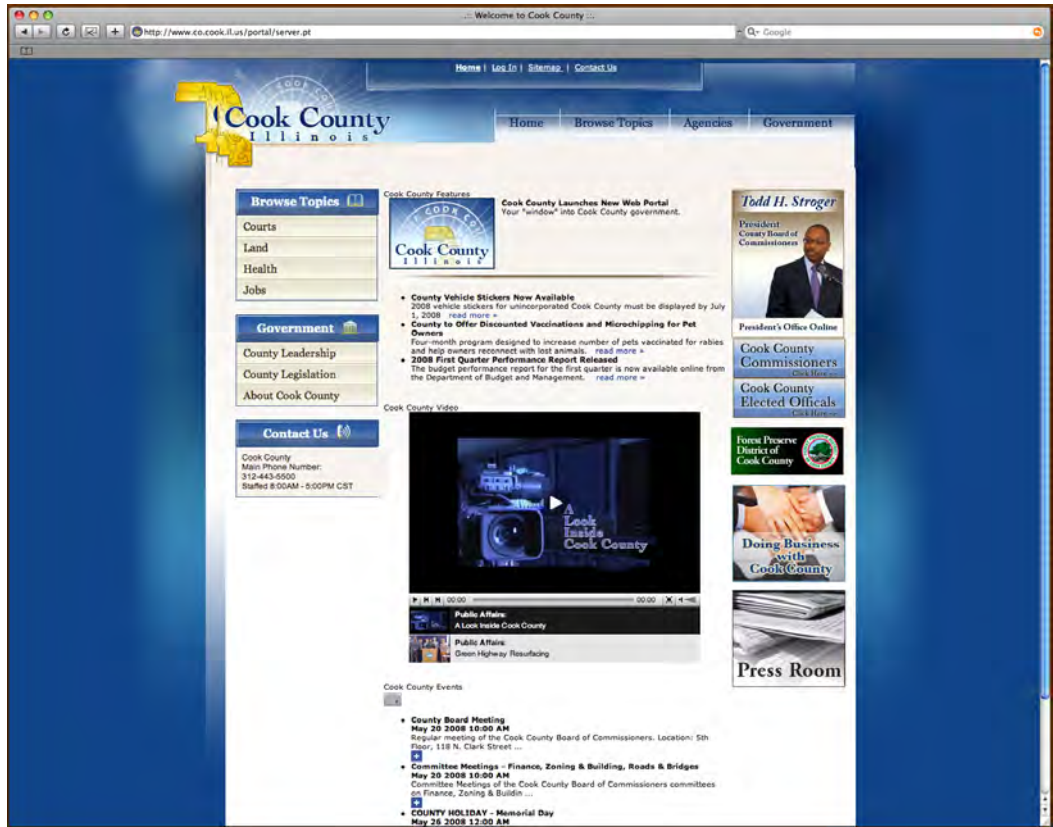 .:: Welcome to Cook County ::.
http://www.co.cook.il.us/portal/server.pt
Google
Home | Log In | Sitemap | Contact Us
Cook County
Illinois
Home Browse Topics Agencies Government
Browse Topics
Courts
Land
Health
Jobs
Government
County Leadership
County Legislation
About Cook County
Contact Us
Cook County
Main Phone Number:
312-443-5500
Staffed 8:00AM - 5:00PM CST
Cook County Features
COOK COU
Cook County
Illinois
Cook County Launches New Web Portal
Your "window" into Cook County government.
• County Vehicle Stickers Now Available
2008 vehicle stickers for unincorporated Cook County must be displayed by July
1, 2008 read more »
• County to Offer Discounted Vaccinations and Microchipping for Pet
Owners
Four-month program designed to increase number of pets vaccinated for rabies
and help owners reconnect with lost animals. read more »
• 2008 First Quarter Performance Report Released
The budget performance report for the first quarter is now available online from
the Department of Budget and Management. read more »
Cook County Video
A
Look
Inside
Cook County
00:00 00:00
Public Affairs:
A Look Inside Cook County
Public Affairs:
Green Highway Resurfacing
Cook County Events
• County Board Meeting
May 20 2008 10:00 AM
Regular meeting of the Cook County Board of Commissioners. Location: 5th
Floor, 118 N. Clark Street ...
• Committee Meetings - Finance, Zoning & Building, Roads & Bridges
May 20 2008 10:00 AM
Committee Meetings of the Cook County Board of Commissioners committees
on Finance, Zoning & Buildin ...
• COUNTY HOLIDAY - Memorial Day
May 26 2008 12:00 AM
Todd H. Stroger
President
County Board of
Commissioners
President's Office Online
Cook County
Commissioners
Click Here >>
Cook County
Elected Officals
Click Here >>
Forest Preserve
District of
Cook County
Doing Business
with
Cook County
Press Room